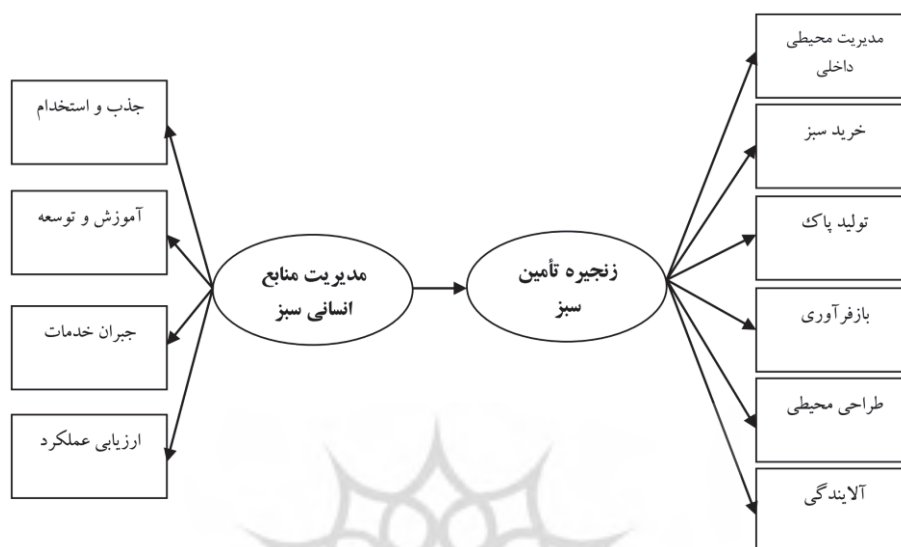 مدیریت محیطی
داخلی
خرید سبز
تولید پاک
بازفرآوری
طراحی محیطی
آلایندگی
زنجیره تأمین
سبز
مدیریت منابع
انسانی سبز
جذب و استخدام
آموزش و توسعه
جبران خدمات
ارزیابی عملکرد